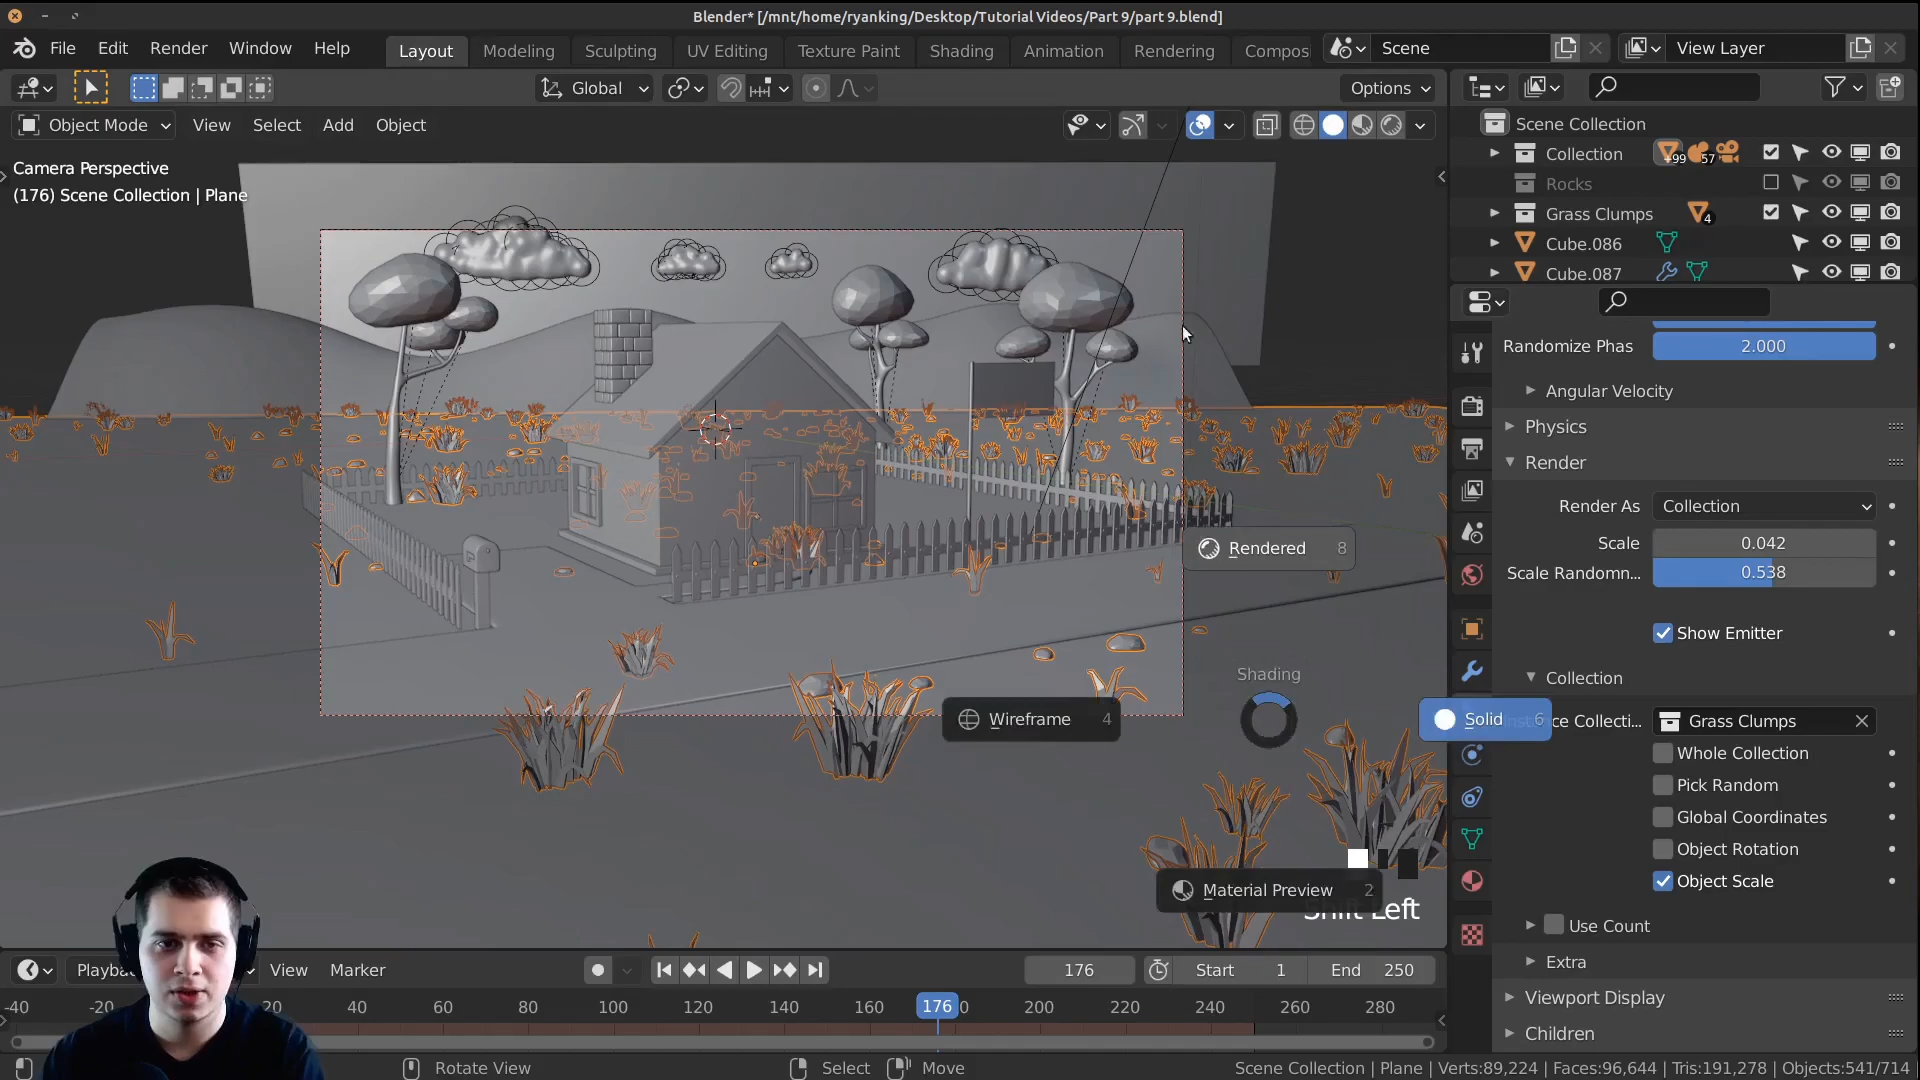 Blender* [/mnt/home/ryanking/Desktop/Tutorial Videos/Part 9/part 9.blend]
File Edit Render Window Help Layout Modeling Sculpting UV Editing Texture Paint Shading Animation Rendering Compos Scene View Layer
Global Options
Object Mode View Select Add Object
Camera Perspective
(176) Scene Collection | Plane
Scene Collection
Collection +99 57
Rocks
Grass Clumps 4
Cube.086
Cube.087
Randomize Phas 2.000
Angular Velocity
Physics
Render
Render As Collection
Scale 0.042
Scale Randomn... 0.538
Show Emitter
Collection
nce Collecti... Grass Clumps
Whole Collection
Pick Random
Global Coordinates
Object Rotation
Object Scale
Use Count
Extra
Viewport Display
Children
Rendered 8
Shading
Wireframe 4
Solid 6
Material Preview 2
Shift Left
Playba View Marker 176 Start 1 End 250
-40 -20 20 40 60 80 100 120 140 160 176 0 200 220 240 260 280
Rotate View Select Move Scene Collection | Plane | Verts:89,224 | Faces:96,644 | Tris:191,278 | Objects:541/714